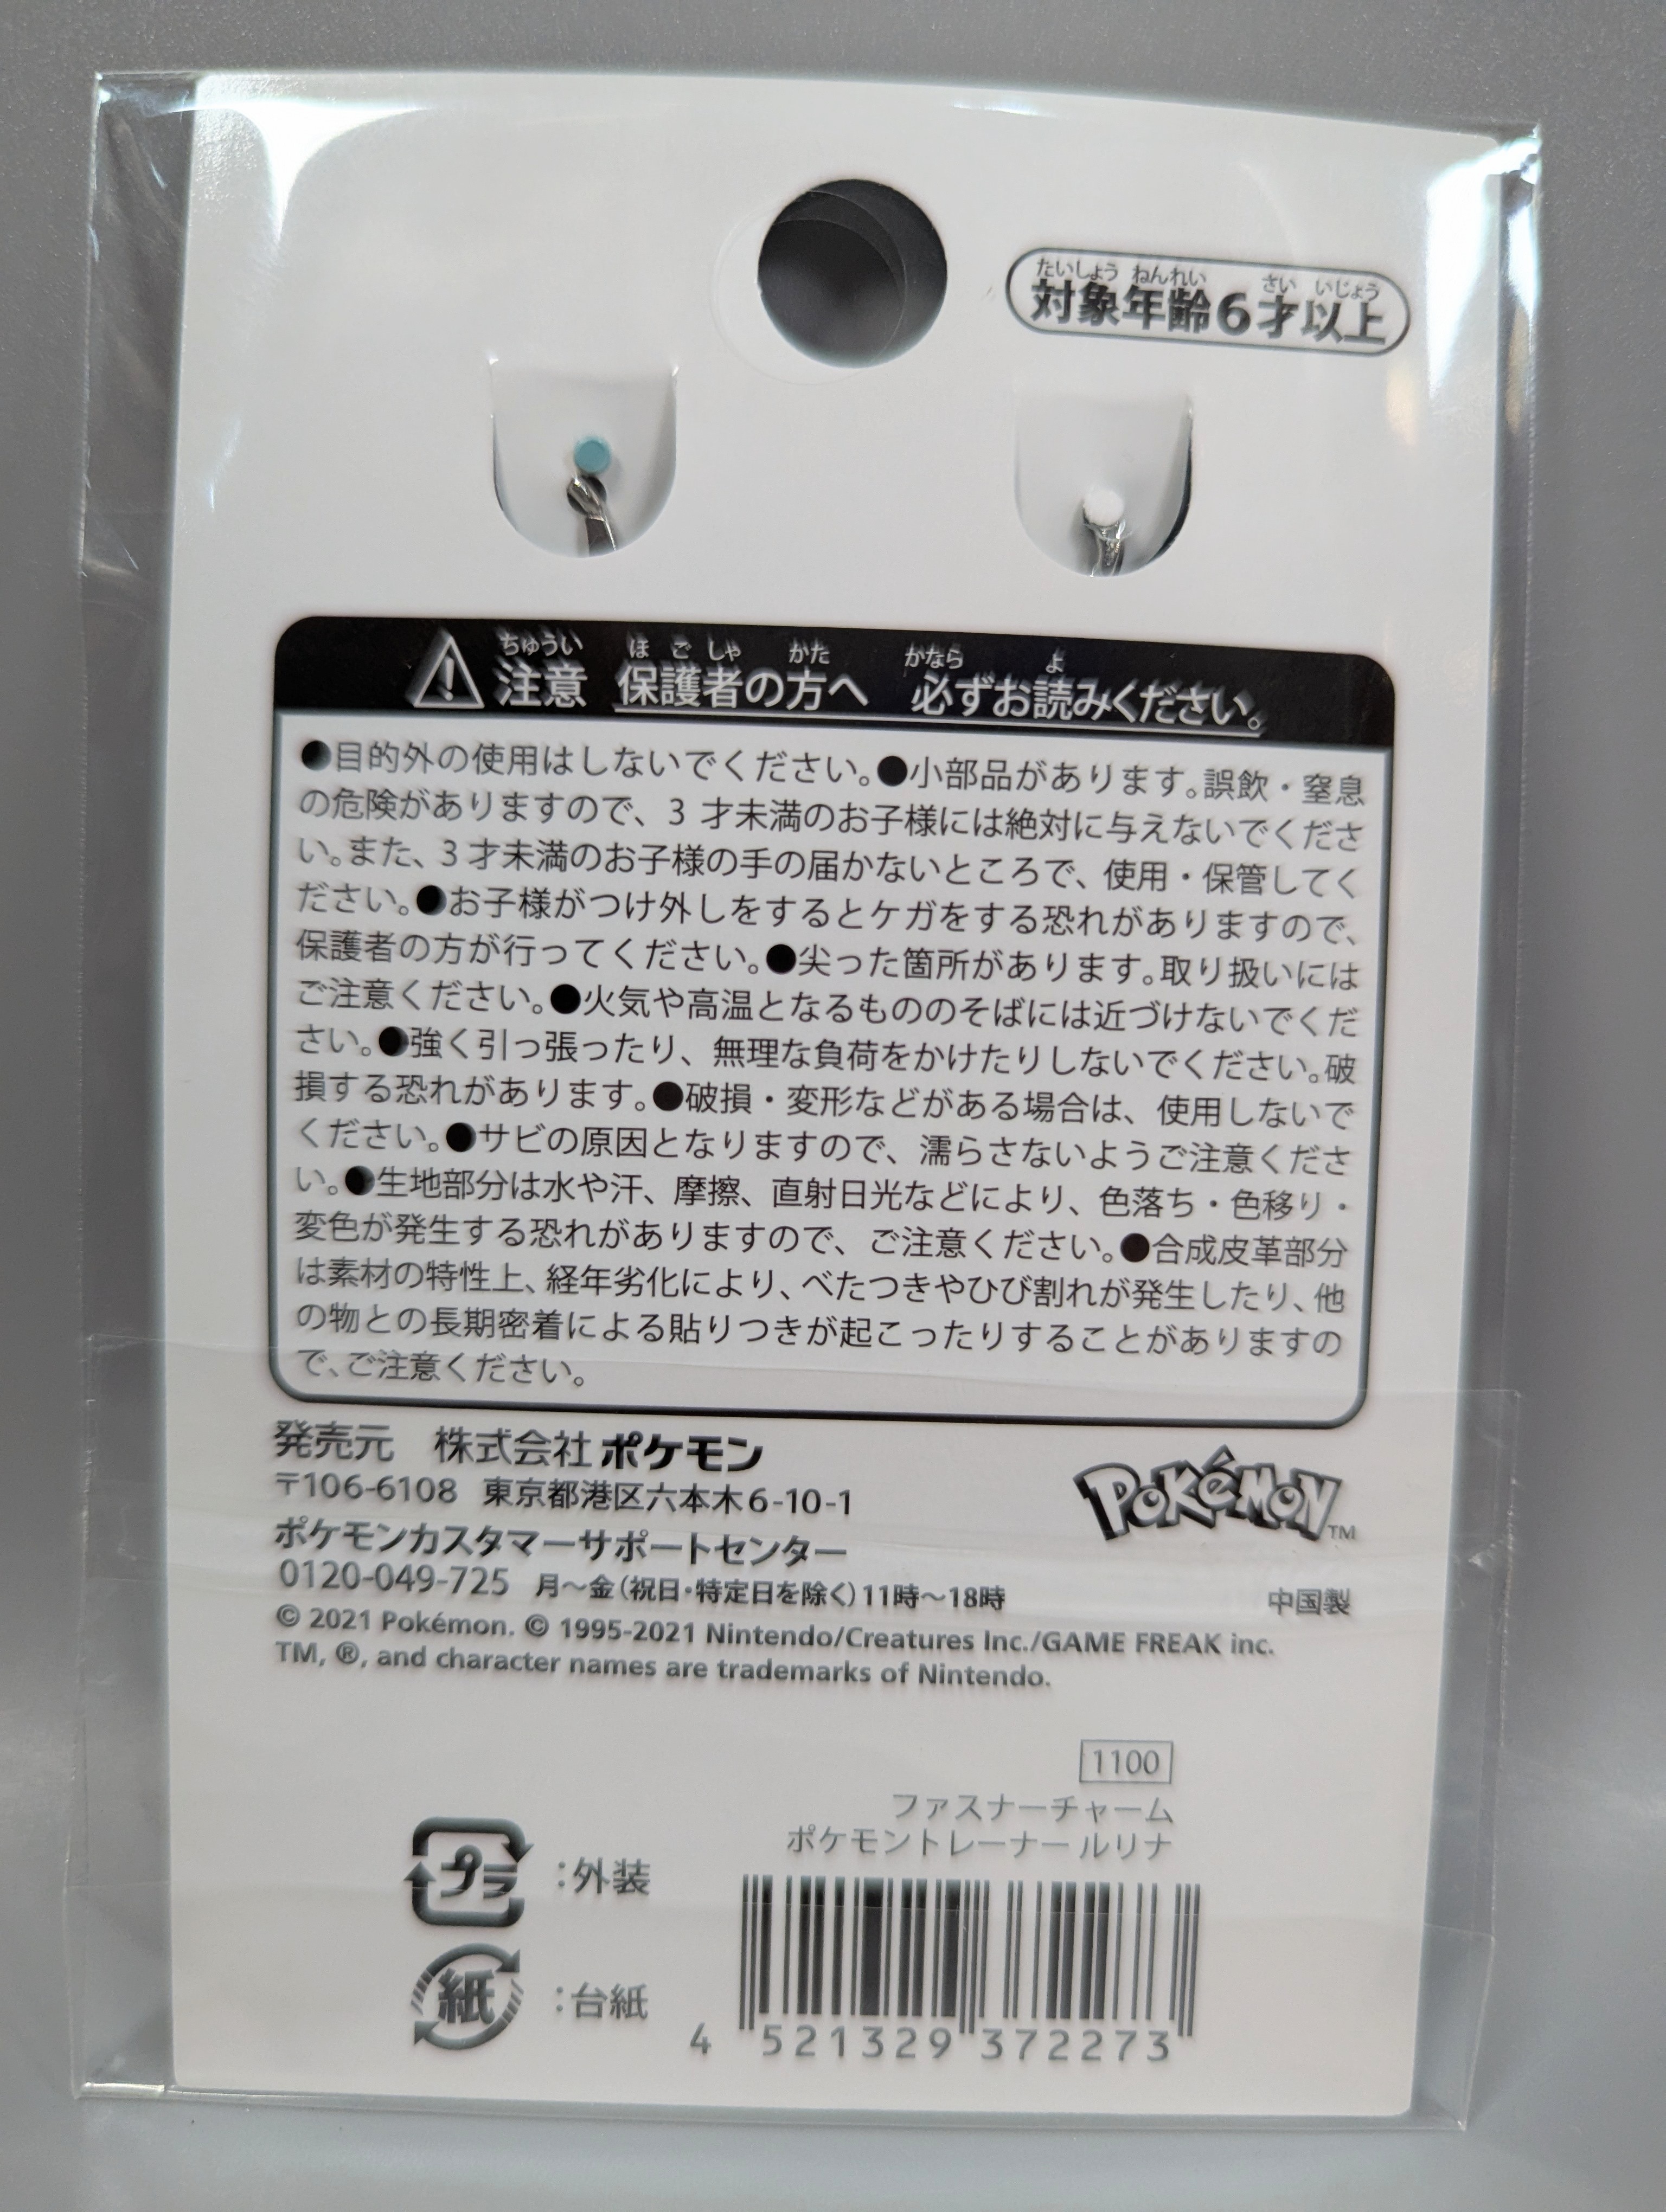 たいしょう ねんれい さい いじょう
対象年齢6才以上
ちゅうい ほごしゃ かた かなら よ
注意 保護者の方へ 必ずお読みください。
●目的外の使用はしないでください。●小部品があります。誤飲・窒息
の危険がありますので、3 才未満のお子様には絶対に与えないでくださ
い。また、3才未満のお子様の手の届かないところで、使用・保管してく
ださい。●お子様がつけ外しをするとケガをする恐れがありますので、
保護者の方が行ってください。●尖った箇所があります。取り扱いには
ご注意ください。●火気や高温となるもののそばには近づけないでくだ
さい。●強く引っ張ったり、無理な負荷をかけたりしないでください。破
損する恐れがあります。●破損・変形などがある場合は、使用しないで
ください。●サビの原因となりますので、濡らさないようご注意くださ
い。●生地部分は水や汗、摩擦、直射日光などにより、色落ち・色移り・
変色が発生する恐れがありますので、ご注意ください。●合成皮革部分
は素材の特性上、経年劣化により、べたつきやひび割れが発生したり、他
の物との長期密着による貼りつきが起こったりすることがありますの
で、ご注意ください。
発売元 株式会社ポケモン
〒106-6108 東京都港区六本木6-10-1
ポケモンカスタマーサポートセンター
0120-049-725 月～金(祝日・特定日を除く)11時～18時
POKéMON™
中国製
© 2021 Pokémon. © 1995-2021 Nintendo/Creatures Inc./GAME FREAK inc.
TM, ®, and character names are trademarks of Nintendo.
1100
ファスナーチャーム
ポケモントレーナー ルリナ
プラ :外装
紙 :台紙
4 521329 372273